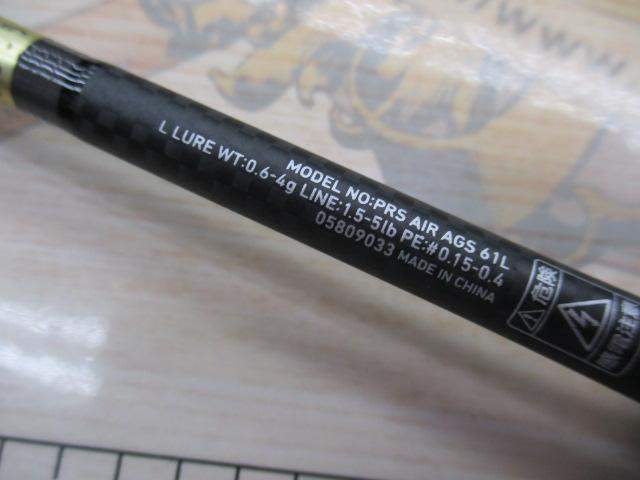 MODEL NO:PRS AIR AGS 61L
L LURE WT:0.6-4g LINE:1.5-5lb PE:#0.15-0.4
05809033 MADE IN CHINA
危険
WWW